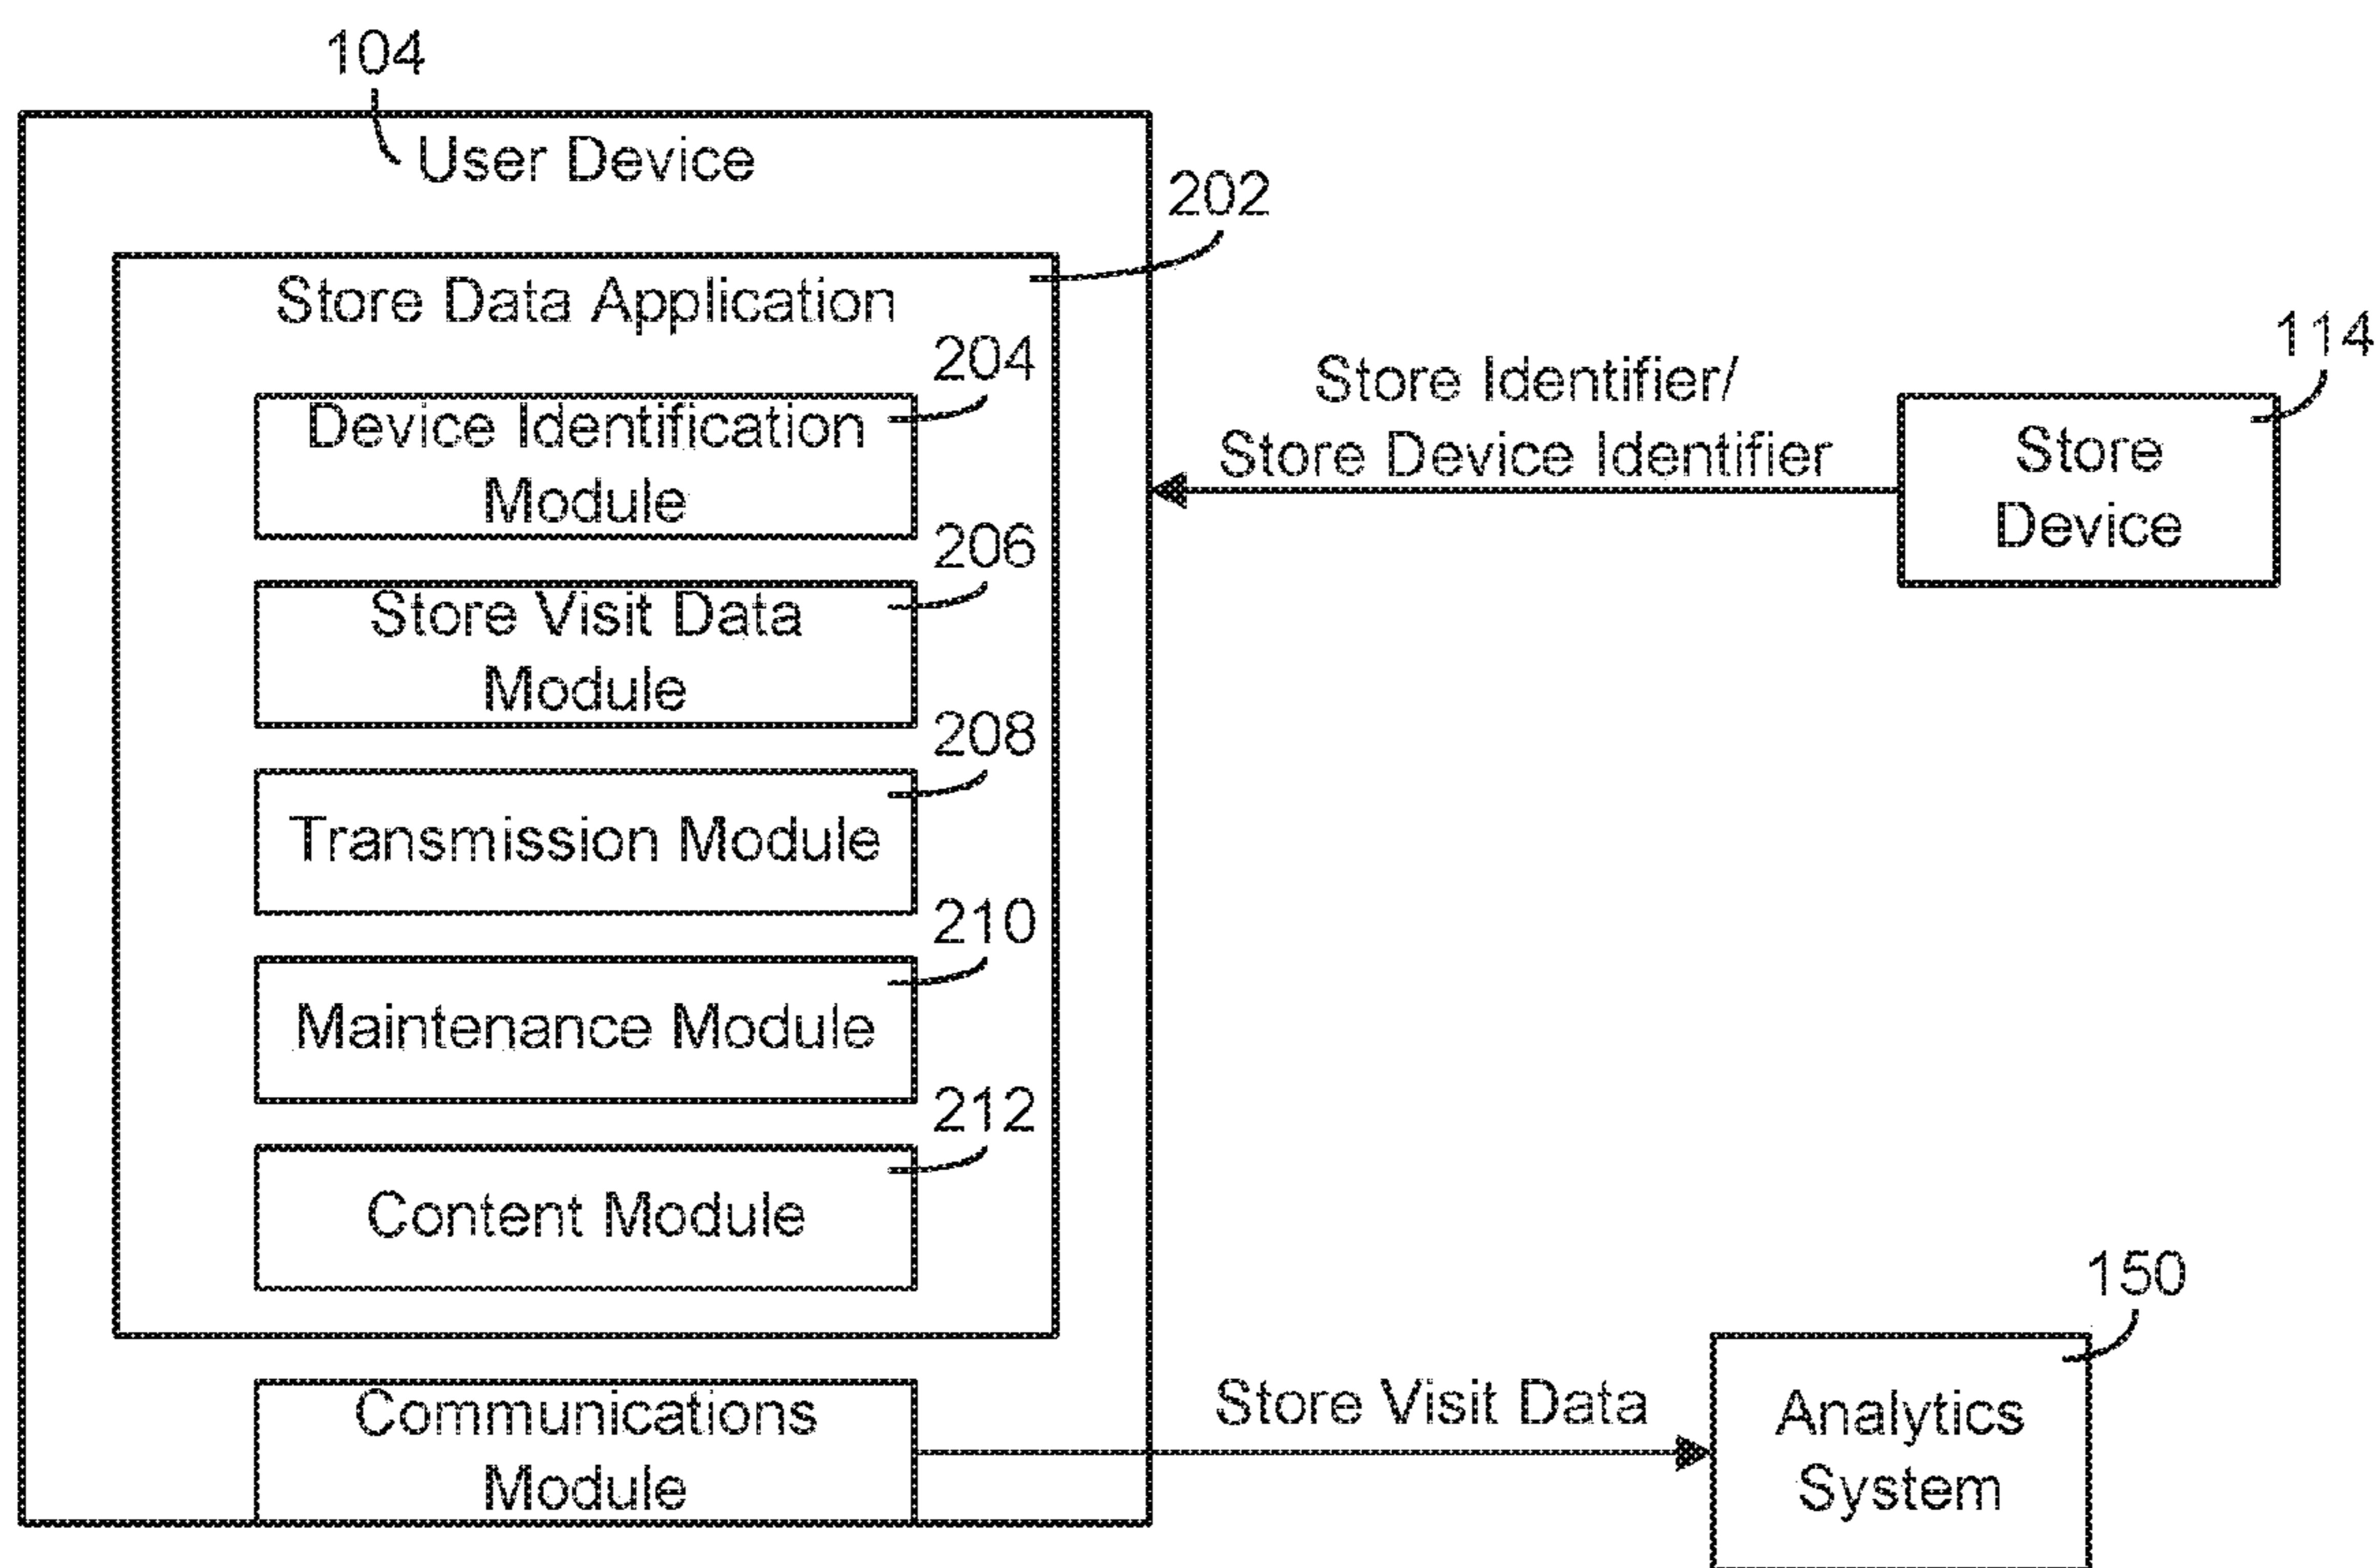 104
User Device
202
Store Data Application
204
Device Identification
Module
206
Store Visit Data
Module
208
Transmission Module
210
Maintenance Module
212
Content Module
Communications
Module
Store Identifier/
Store Device Identifier
114
Store
Device
Store Visit Data
150
Analytics
System